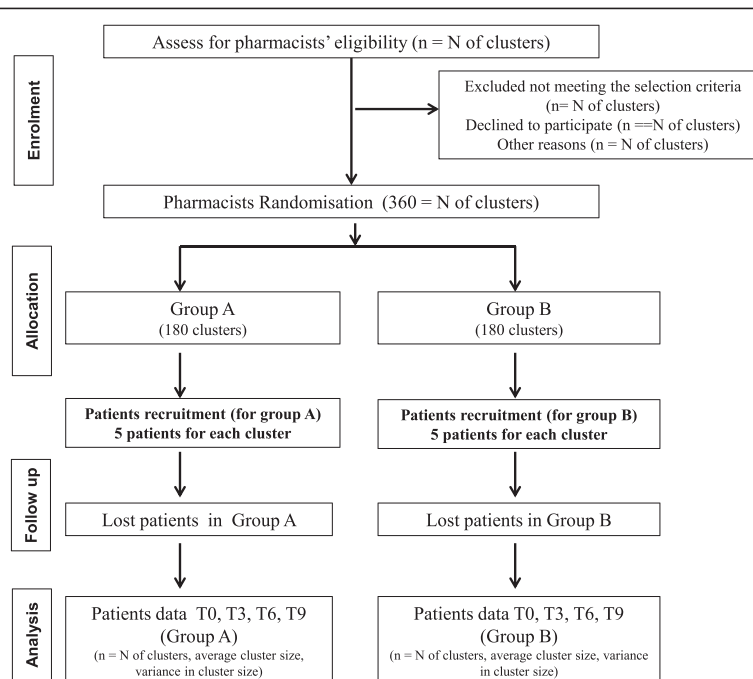 Assess for pharmacists' eligibility (n = N of clusters)
Enrolment
Excluded not meeting the selection criteria
(n= N of clusters)
Declined to participate (n ==N of clusters)
Other reasons (n = N of clusters)
Pharmacists Randomisation (360 = N of clusters)
Allocation
Group A
(180 clusters)
Group B
(180 clusters)
Patients recruitment (for group A)
5 patients for each cluster
Patients recruitment (for group B)
5 patients for each cluster
Follow up
Lost patients in Group A
Lost patients in Group B
Analysis
Patients data T0, T3, T6, T9
(Group A)
(n = N of clusters, average cluster size,
variance in cluster size)
Patients data T0, T3, T6, T9
(Group B)
(n = N of clusters, average cluster size, variance
in cluster size)